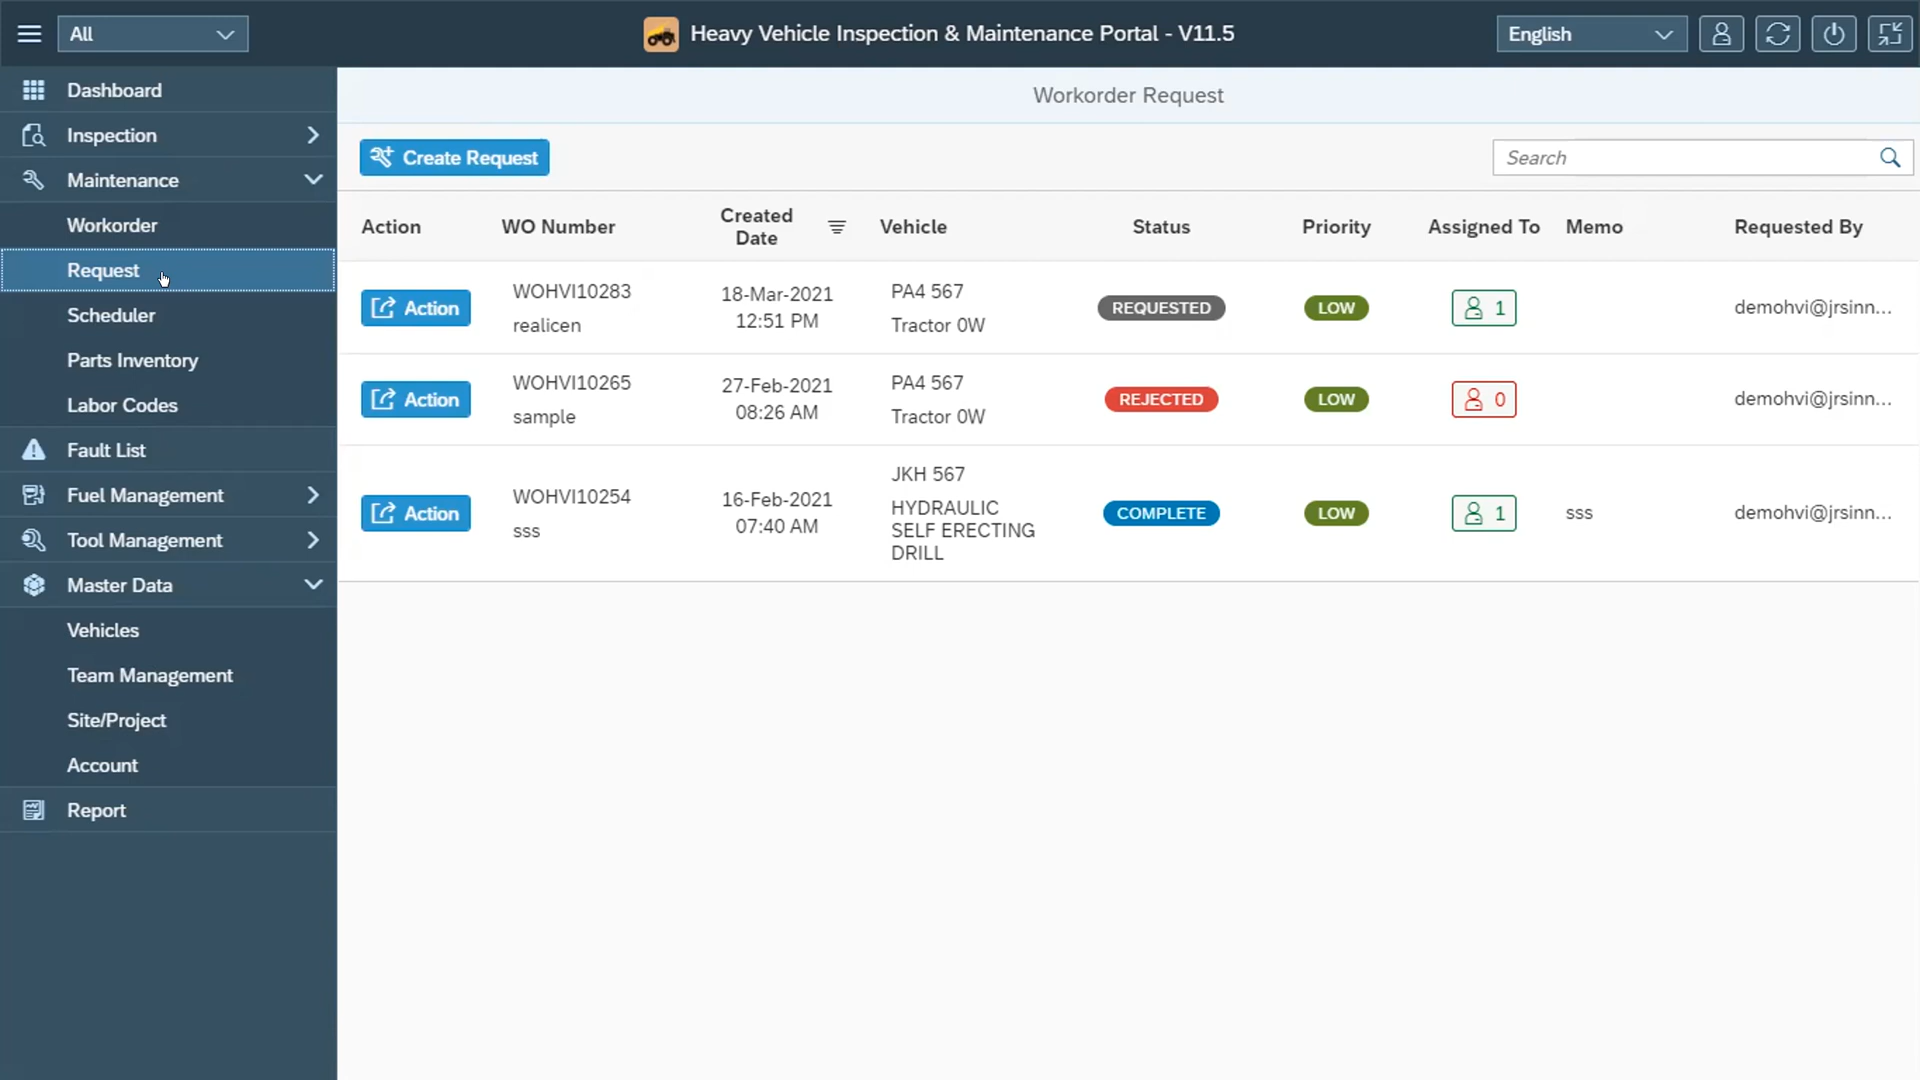 All
Heavy Vehicle Inspection & Maintenance Portal - V11.5
English
Dashboard
Inspection
Maintenance
Workorder
Request
Scheduler
Parts Inventory
Labor Codes
Fault List
Fuel Management
Tool Management
Master Data
Vehicles
Team Management
Site/Project
Account
Report
Workorder Request
Create Request
Search
Action
WO Number
Created
Date
Vehicle
Status
Priority
Assigned To
Memo
Requested By
Action
WOHVI10283
realicen
18-Mar-2021
12:51 PM
PA4 567
Tractor 0W
REQUESTED
LOW
1
demohvi@jrsinn...
Action
WOHVI10265
sample
27-Feb-2021
08:26 AM
PA4 567
Tractor 0W
REJECTED
LOW
0
demohvi@jrsinn...
Action
WOHVI10254
sss
16-Feb-2021
07:40 AM
JKH 567
HYDRAULIC
SELF ERECTING
DRILL
COMPLETE
LOW
1
sss
demohvi@jrsinn...